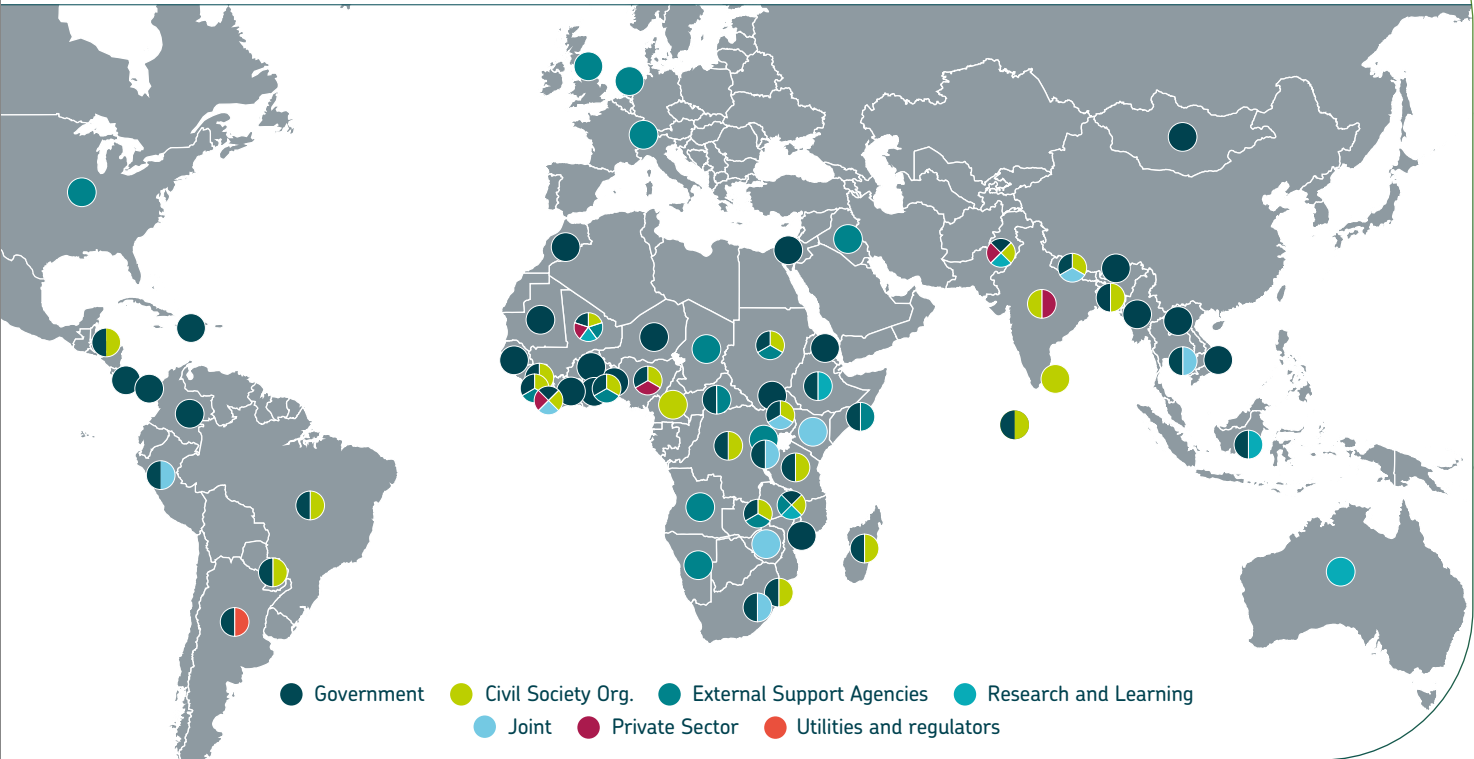 Government Civil Society Org. External Support Agencies Research and Learning
Joint Private Sector Utilities and regulators